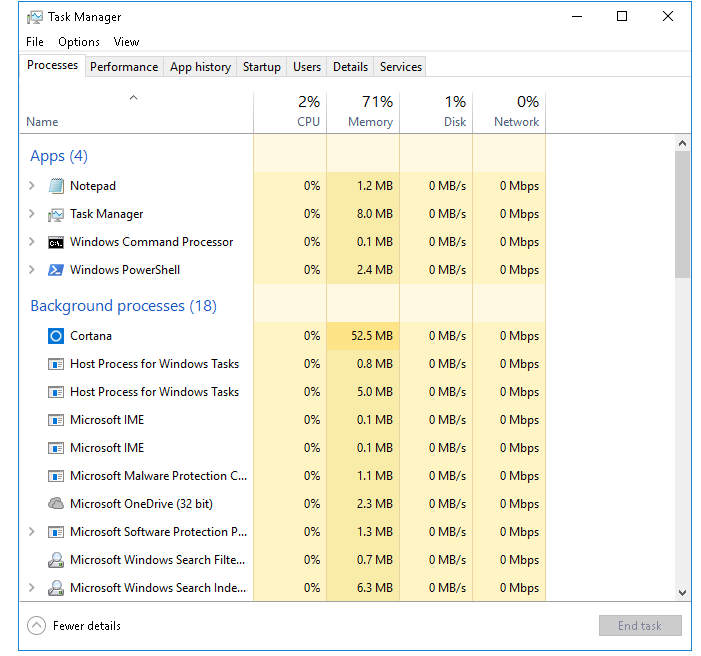 Task Manager
File Options View
Processes Performance App history Startup Users Details Services
2% 71% 1% 0%
Name CPU Memory Disk Network
Apps (4)
Notepad 0% 1.2 MB 0 MB/s 0 Mbps
Task Manager 0% 8.0 MB 0 MB/s 0 Mbps
Windows Command Processor 0% 0.1 MB 0 MB/s 0 Mbps
Windows PowerShell 0% 2.4 MB 0 MB/s 0 Mbps
Background processes (18)
Cortana 0% 52.5 MB 0 MB/s 0 Mbps
Host Process for Windows Tasks 0% 0.8 MB 0 MB/s 0 Mbps
Host Process for Windows Tasks 0% 5.0 MB 0 MB/s 0 Mbps
Microsoft IME 0% 0.1 MB 0 MB/s 0 Mbps
Microsoft IME 0% 0.1 MB 0 MB/s 0 Mbps
Microsoft Malware Protection C... 0% 1.1 MB 0 MB/s 0 Mbps
Microsoft OneDrive (32 bit) 0% 2.3 MB 0 MB/s 0 Mbps
Microsoft Software Protection P... 0% 1.3 MB 0 MB/s 0 Mbps
Microsoft Windows Search Filte... 0% 0.7 MB 0 MB/s 0 Mbps
Microsoft Windows Search Inde... 0% 6.3 MB 0 MB/s 0 Mbps
Fewer details End task